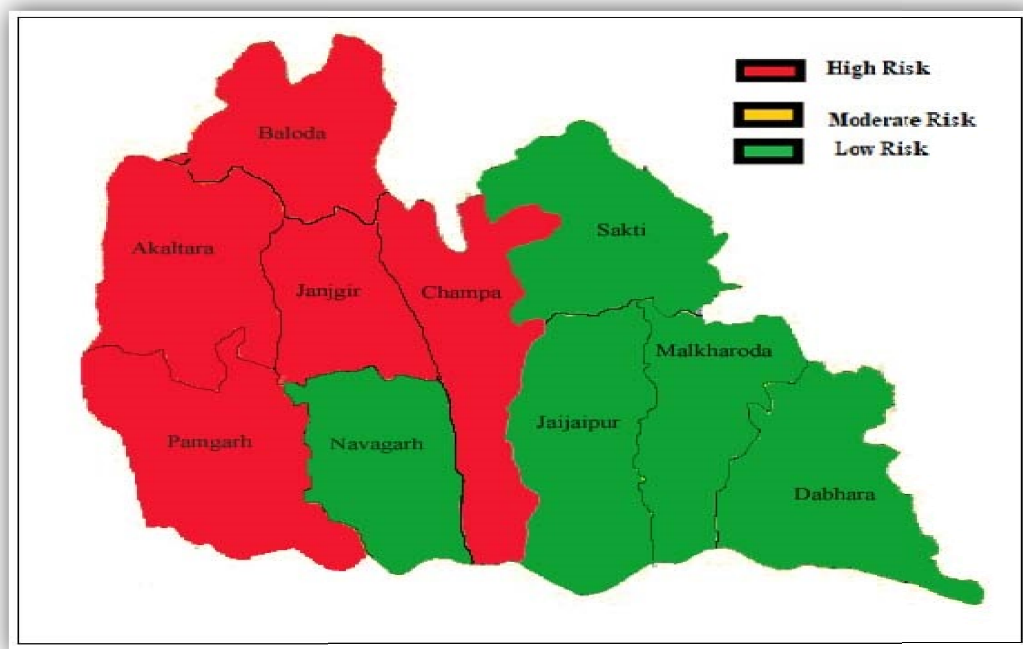 High Risk
Moderate Risk
Low Risk
Baloda
Sakti
Akaltara
Janjgir
Champa
Malkharoda
Jaijaipur
Pamgarh
Navagarh
Dabhara